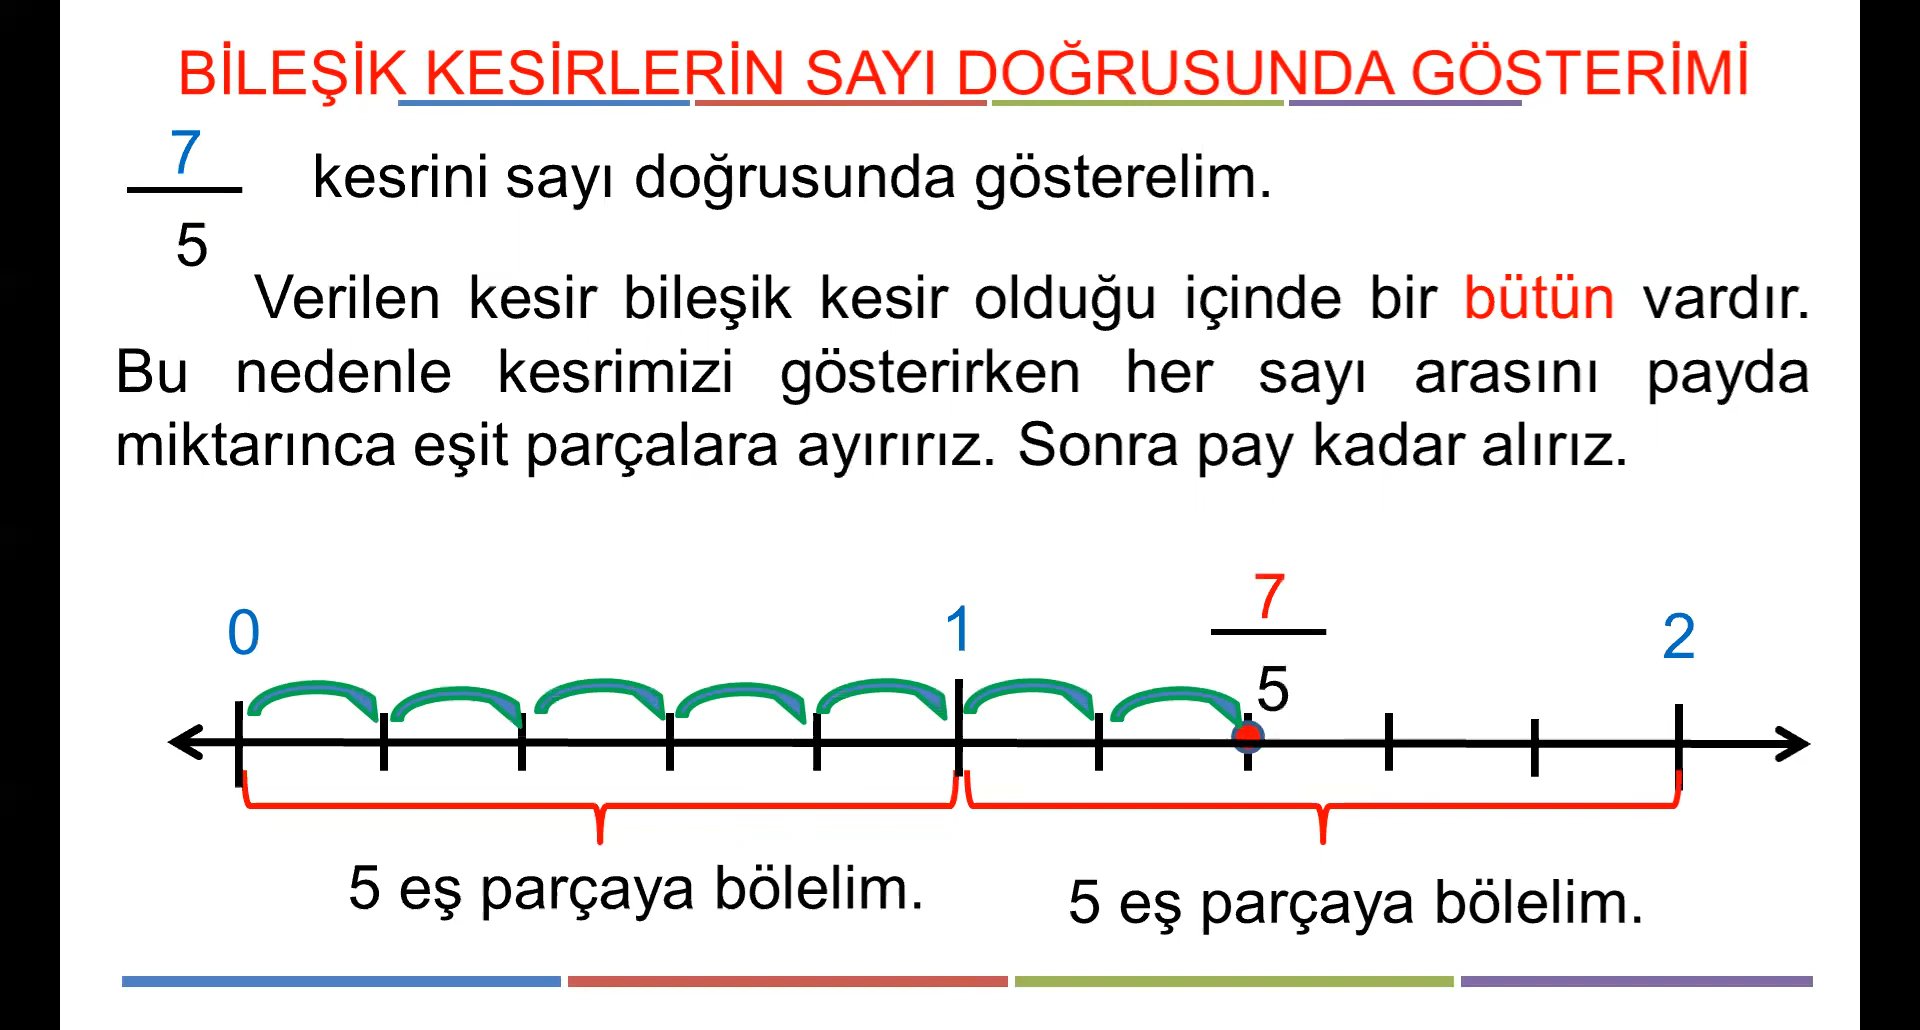 BİLEŞİK KESİRLERİN SAYI DOĞRUSUNDA GÖSTERİMİ
7
5
kesrini sayı doğrusunda gösterelim.
Verilen kesir bileşik kesir olduğu içinde bir bütün vardır.
Bu nedenle kesrimizi gösterirken her sayı arasını payda
miktarınca eşit parçalara ayırırız. Sonra pay kadar alırız.
0
1
7
5
2
5 eş parçaya bölelim.
5 eş parçaya bölelim.